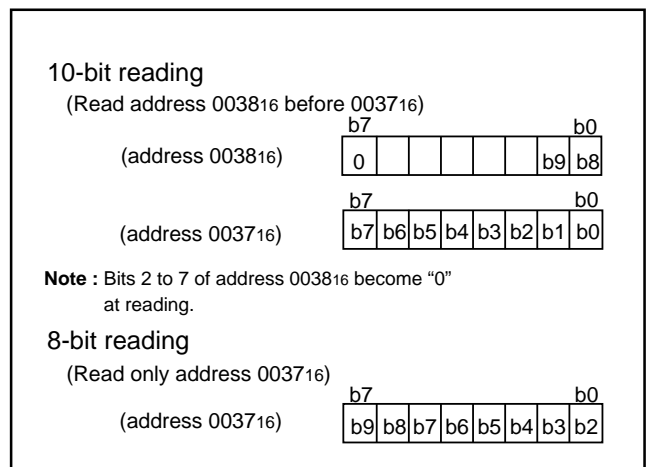 10-bit reading
(Read address 003816 before 003716)
b7 b0
(address 003816) 0 b9 b8
b7 b0
(address 003716) b7 b6 b5 b4 b3 b2 b1 b0
Note : Bits 2 to 7 of address 003816 become “0”
at reading.
8-bit reading
(Read only address 003716)
b7 b0
(address 003716) b9 b8 b7 b6 b5 b4 b3 b2